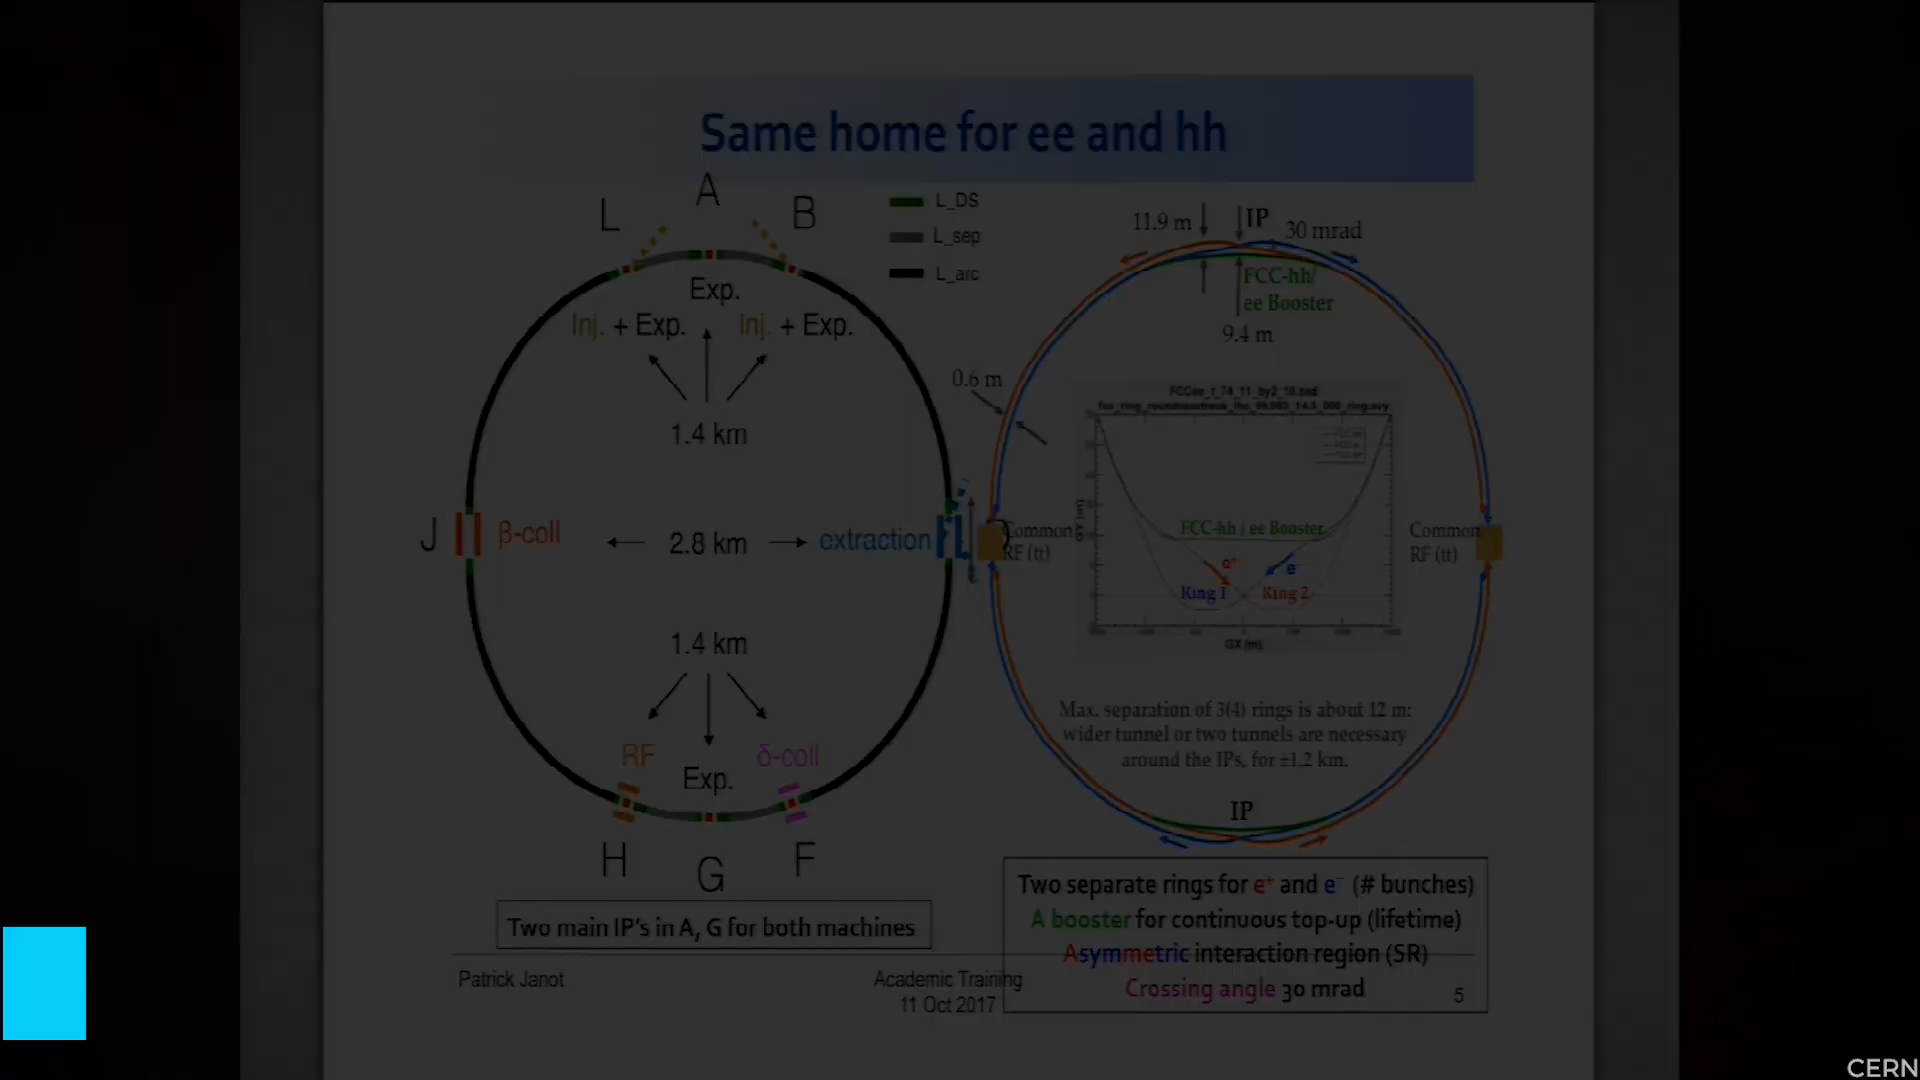 Same home for ee and hh
A
L
B
L_DS
L_sep
L_arc
Exp.
Inj. + Exp.
Inj. + Exp.
1.4 km
J
β-coll
2.8 km
extraction
1.4 km
RF
δ-coll
Exp.
H
G
F
Two main IP's in A, G for both machines
11.9 m
IP
30 mrad
FCC-hh/
ee Booster
9.4 m
0.6 m
FCC-hh / ee Booster
e⁺
e⁻
Ring 1
Ring 2
GX (m)
Common
RF (tt)
Common
RF (tt)
Max. separation of 3(4) rings is about 12 m:
wider tunnel or two tunnels are necessary
around the IPs, for ±1.2 km.
IP
Two separate rings for e⁺ and e⁻ (# bunches)
A booster for continuous top-up (lifetime)
Asymmetric interaction region (SR)
Crossing angle 30 mrad
Patrick Janot
Academic Training
11 Oct 2017
5
CERN